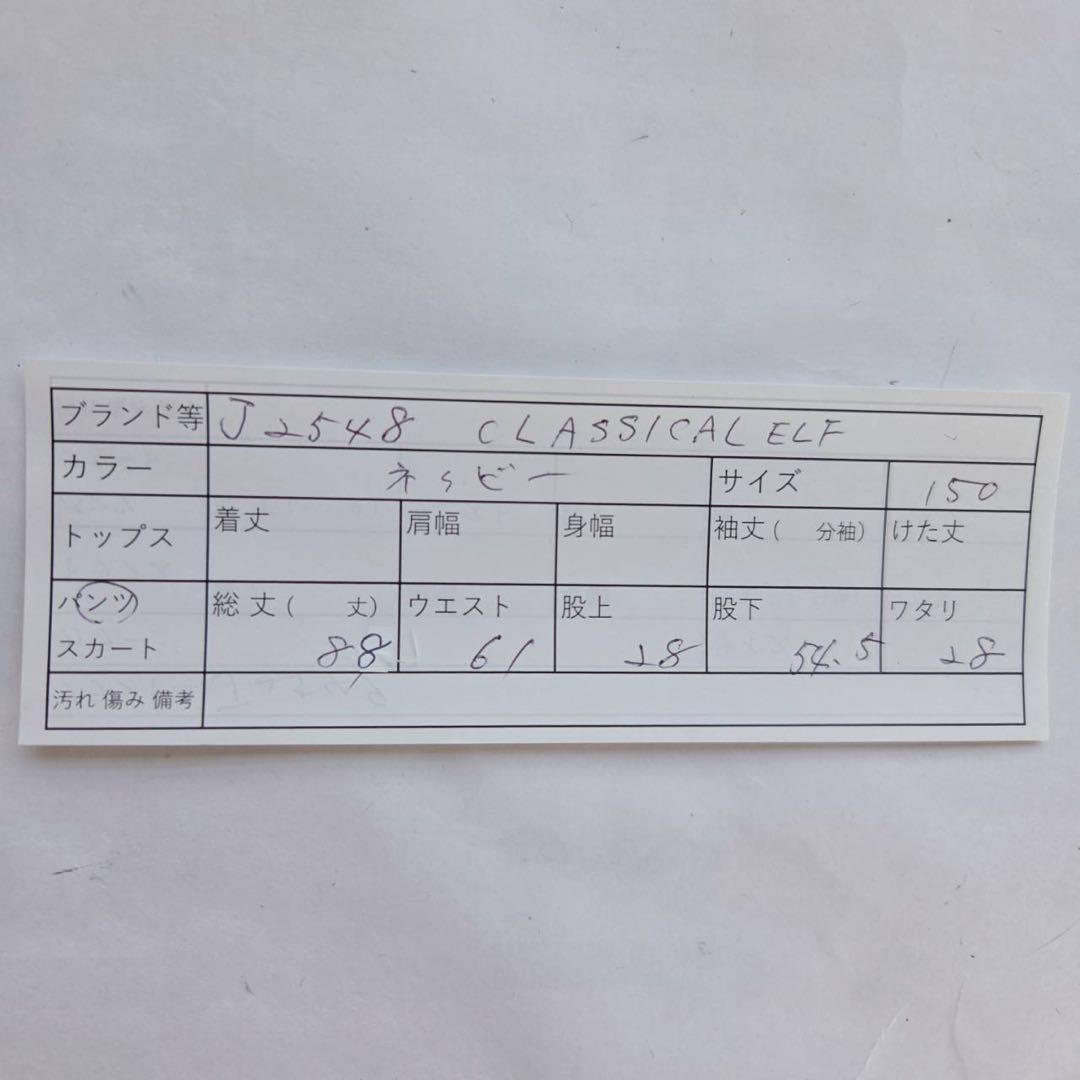 ブランド等 J2548 CLASSICAL ELF
カラー ネイビー サイズ 150
トップス 着丈 肩幅 身幅 袖丈( 分袖) けた丈
パンツ 総丈( 丈) ウエスト 股上 股下 ワタリ
スカート 88 61 28 54.5 28
汚れ 傷み 備考